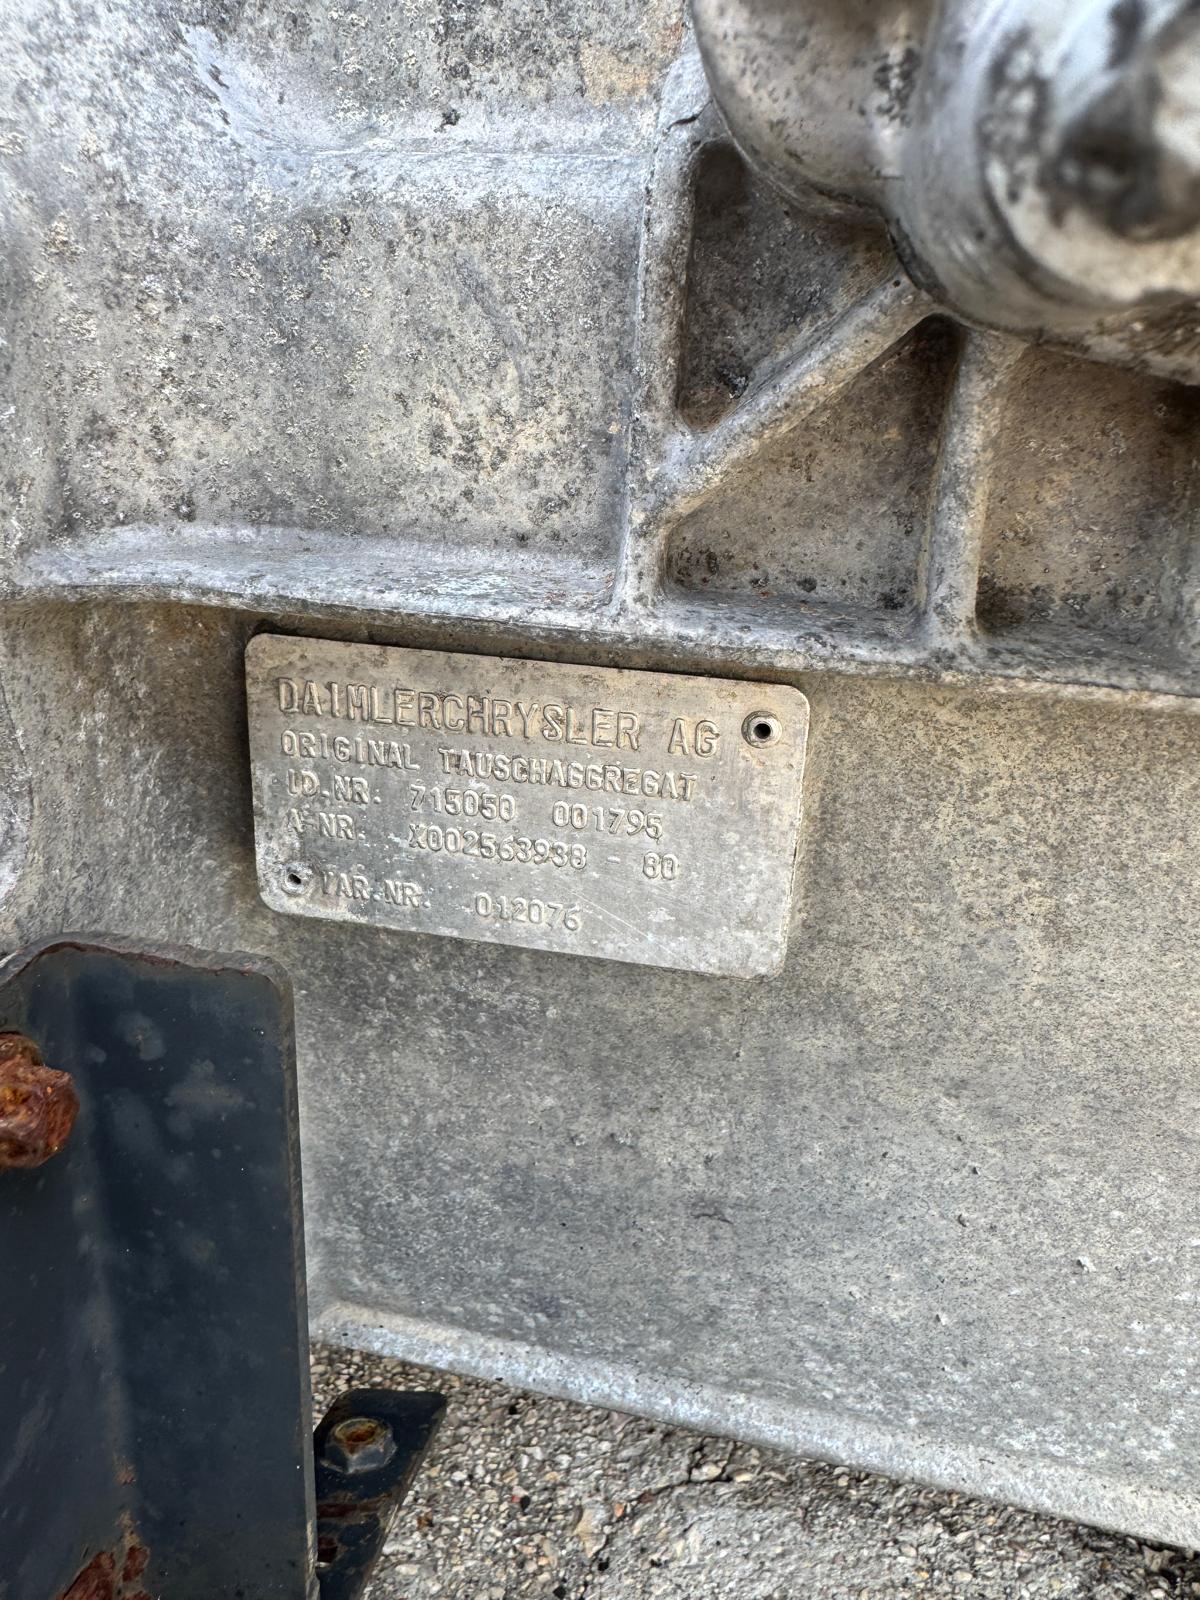 DAIMLERCHRYSLER AG
ORIGINAL TAUSCHAGGREGAT
ID.NR. 715050 001795
A-NR. X002563938 - 80
VAR.NR. 012076